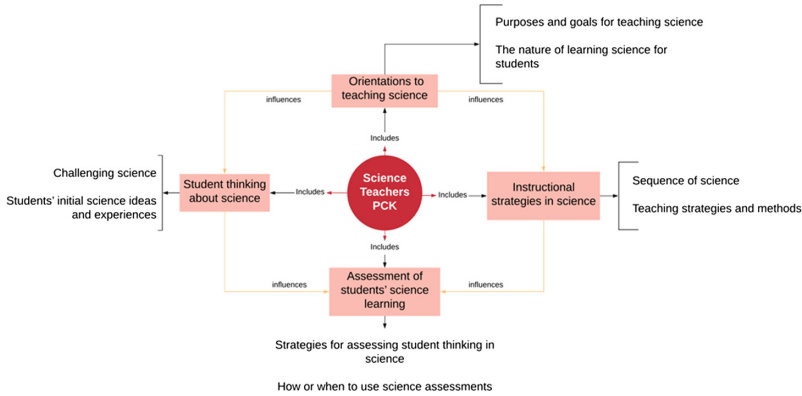 Purposes and goals for teaching science
The nature of learning science for
students
Orientations to
teaching science
influences
influences
Includes
Challenging science
Students' initial science ideas
and experiences
Student thinking
about science
Includes
Science
Teachers
PCK
Includes
Instructional
strategies in science
Sequence of science
Teaching strategies and methods
Includes
influences
Assessment of
students' science
learning
influences
Strategies for assessing student thinking in
science
How or when to use science assessments